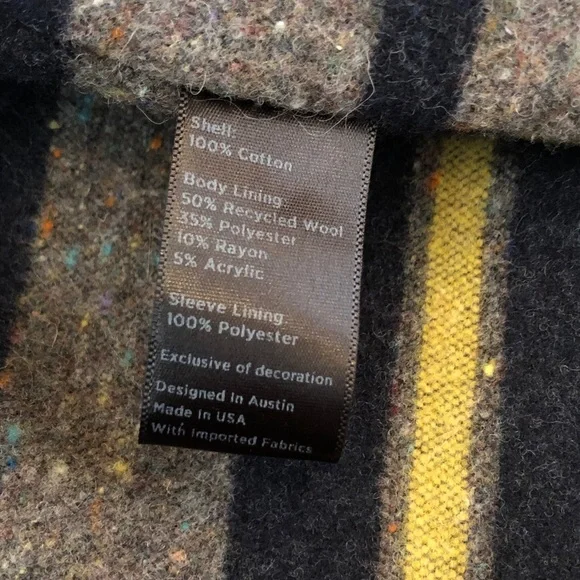 Shell:
100% Cotton
Body Lining:
50% Recycled Wool
35% Polyester
10% Rayon
5% Acrylic
Sleeve Lining
100% Polyester
Exclusive of decoration
Designed in Austin
Made in USA
With Imported Fabrics